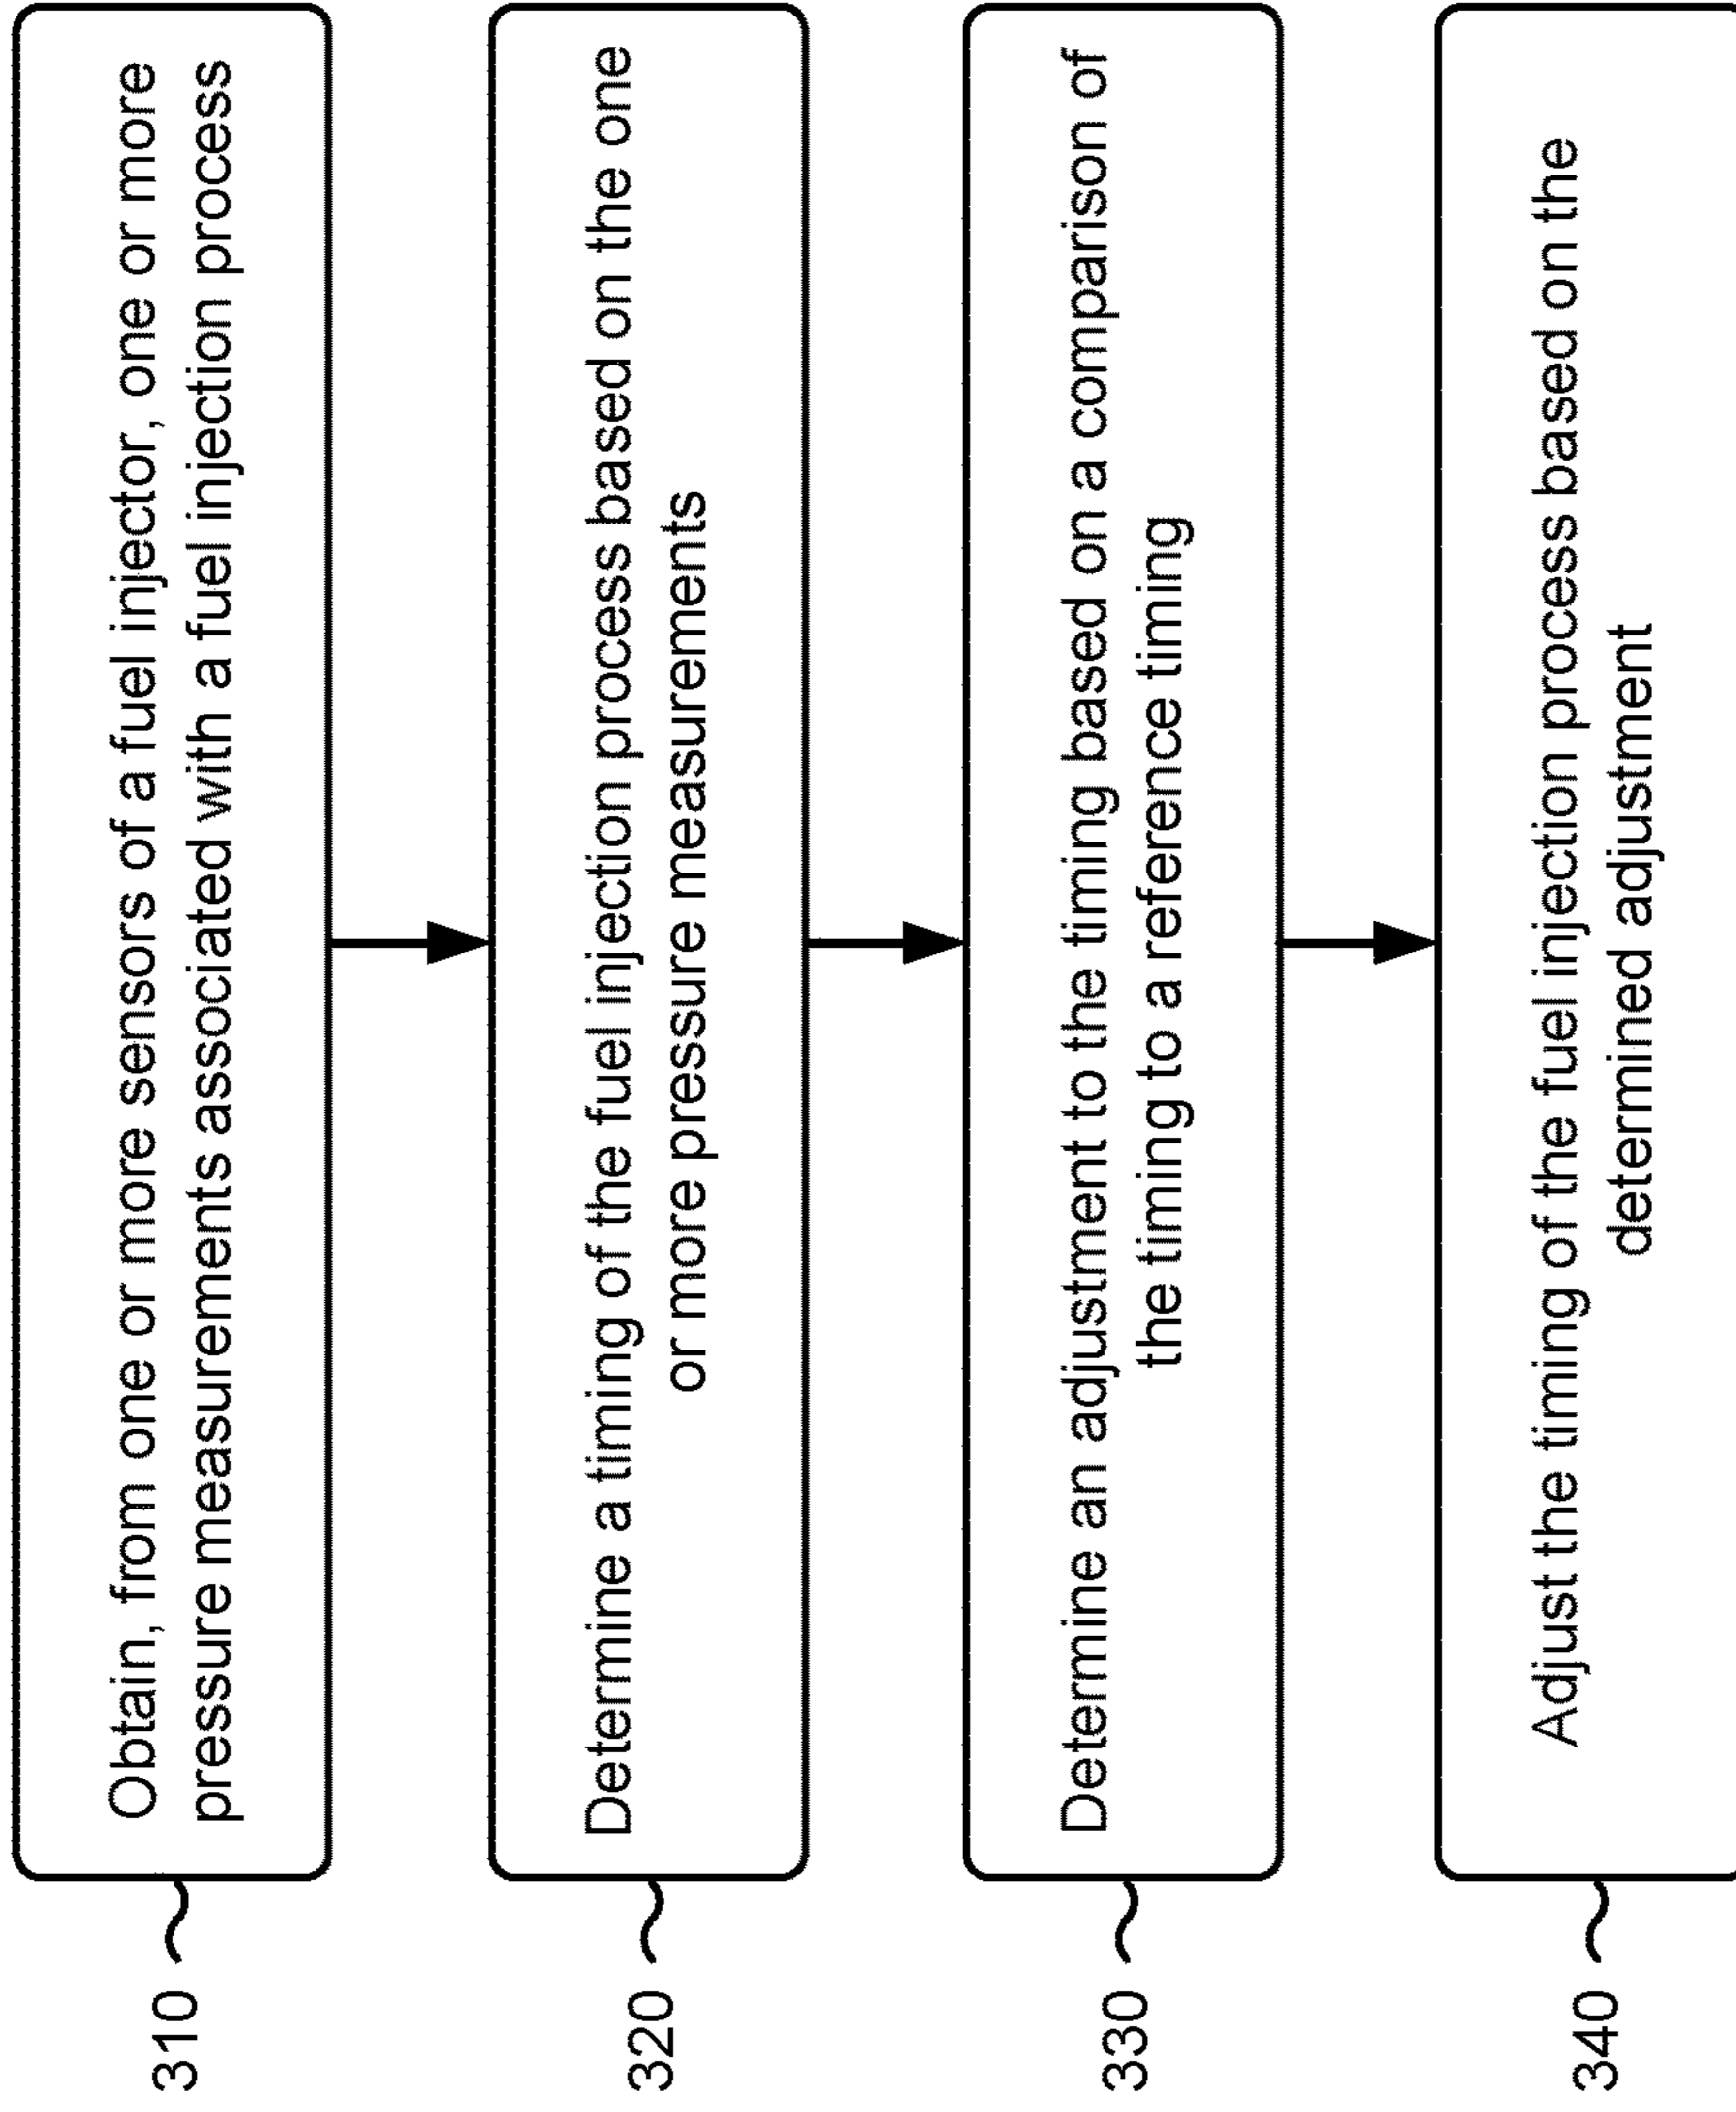 310
Obtain, from one or more sensors of a fuel injector, one or more
pressure measurements associated with a fuel injection process
320
Determine a timing of the fuel injection process based on the one
or more pressure measurements
330
Determine an adjustment to the timing based on a comparison of
the timing to a reference timing
340
Adjust the timing of the fuel injection process based on the
determined adjustment